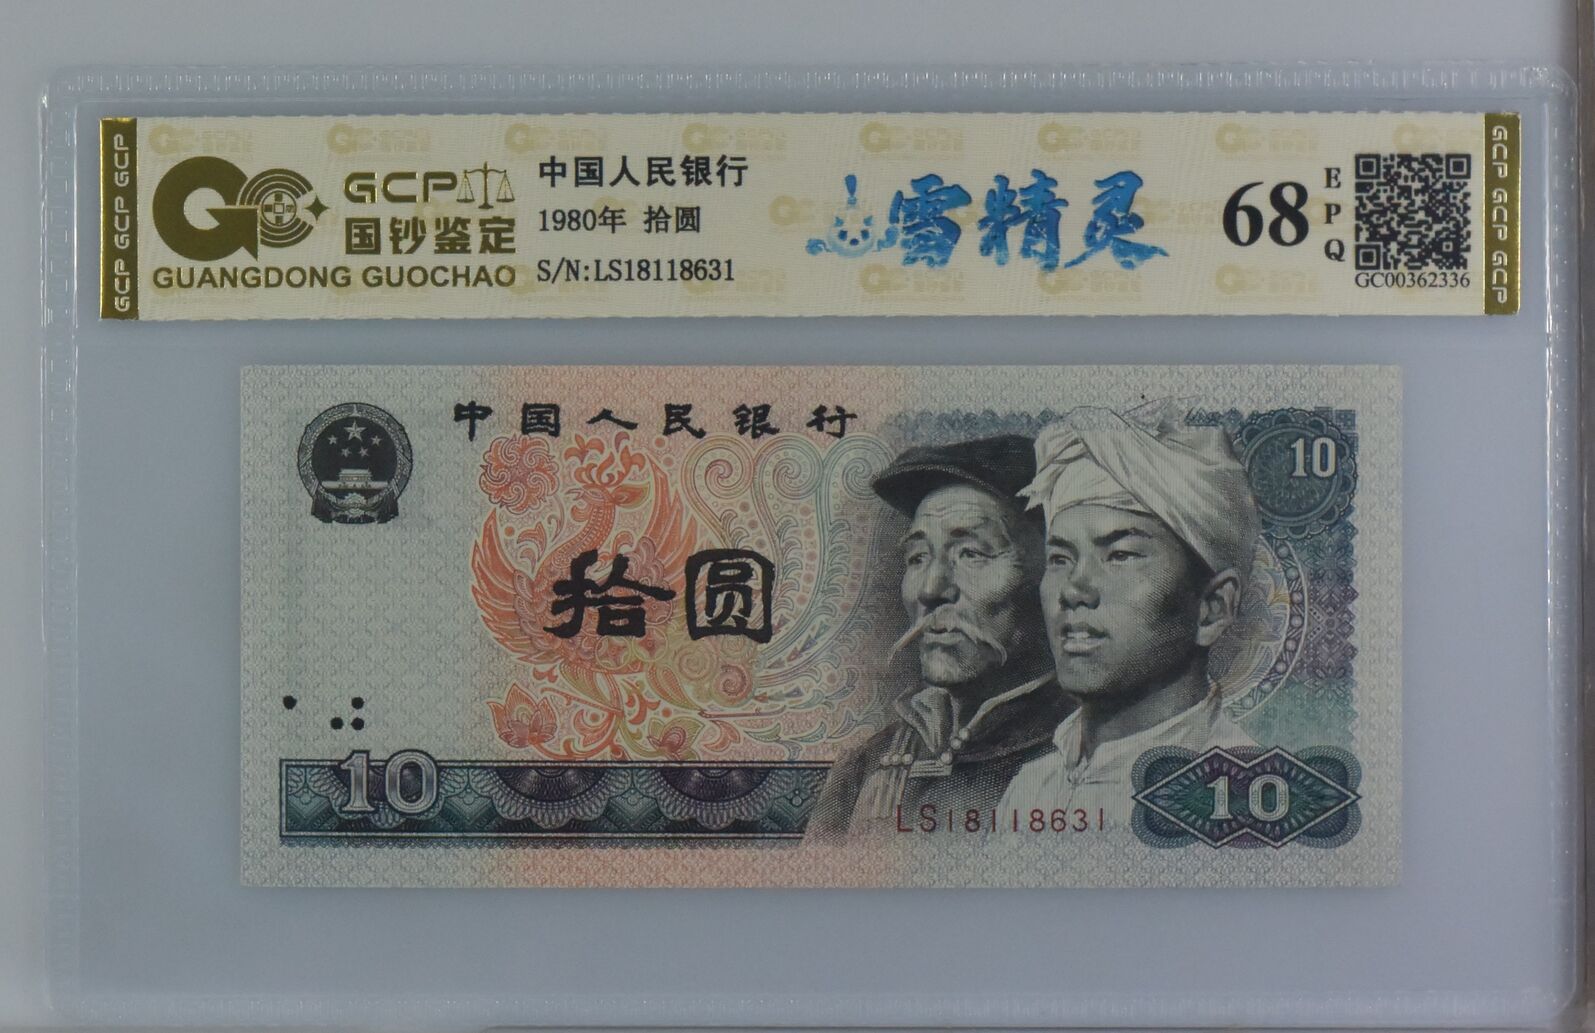 GCP GCP GCP
GCP
国钞鉴定
GUANGDONG GUOCHAO
中国人民银行
1980年 拾圆
S/N:LS18118631
雪精灵
68
EPQ
GC00362336
GCP GCP GCP
中国人民银行
10
拾圆
10
LS18118631
10